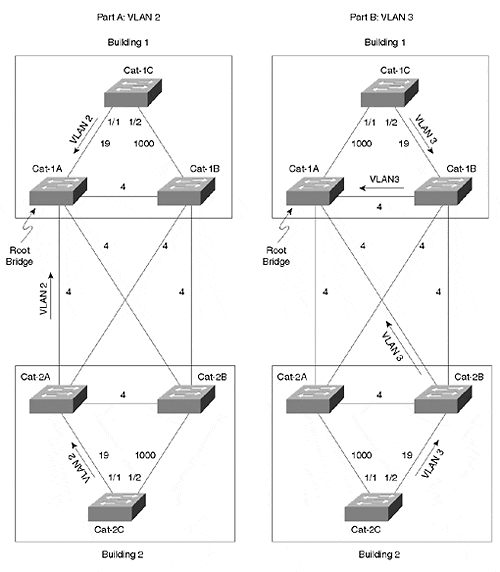 Part A: VLAN 2
Building 1
Cat-1C
VLAN 2
1/1 1/2
19 1000
Cat-1A
Cat-1B
4
Root
Bridge
4 4
VLAN 2
4 4
Cat-2A
Cat-2B
4
19 1000
VLAN 2
1/1 1/2
Cat-2C
Building 2
Part B: VLAN 3
Building 1
Cat-1C
1/1 1/2
VLAN 3
1000 19
Cat-1A
Cat-1B
VLAN3
4
Root
Bridge
4 4
4 4
VLAN 3
Cat-2A
Cat-2B
4
1000 19
VLAN 3
1/1 1/2
Cat-2C
Building 2